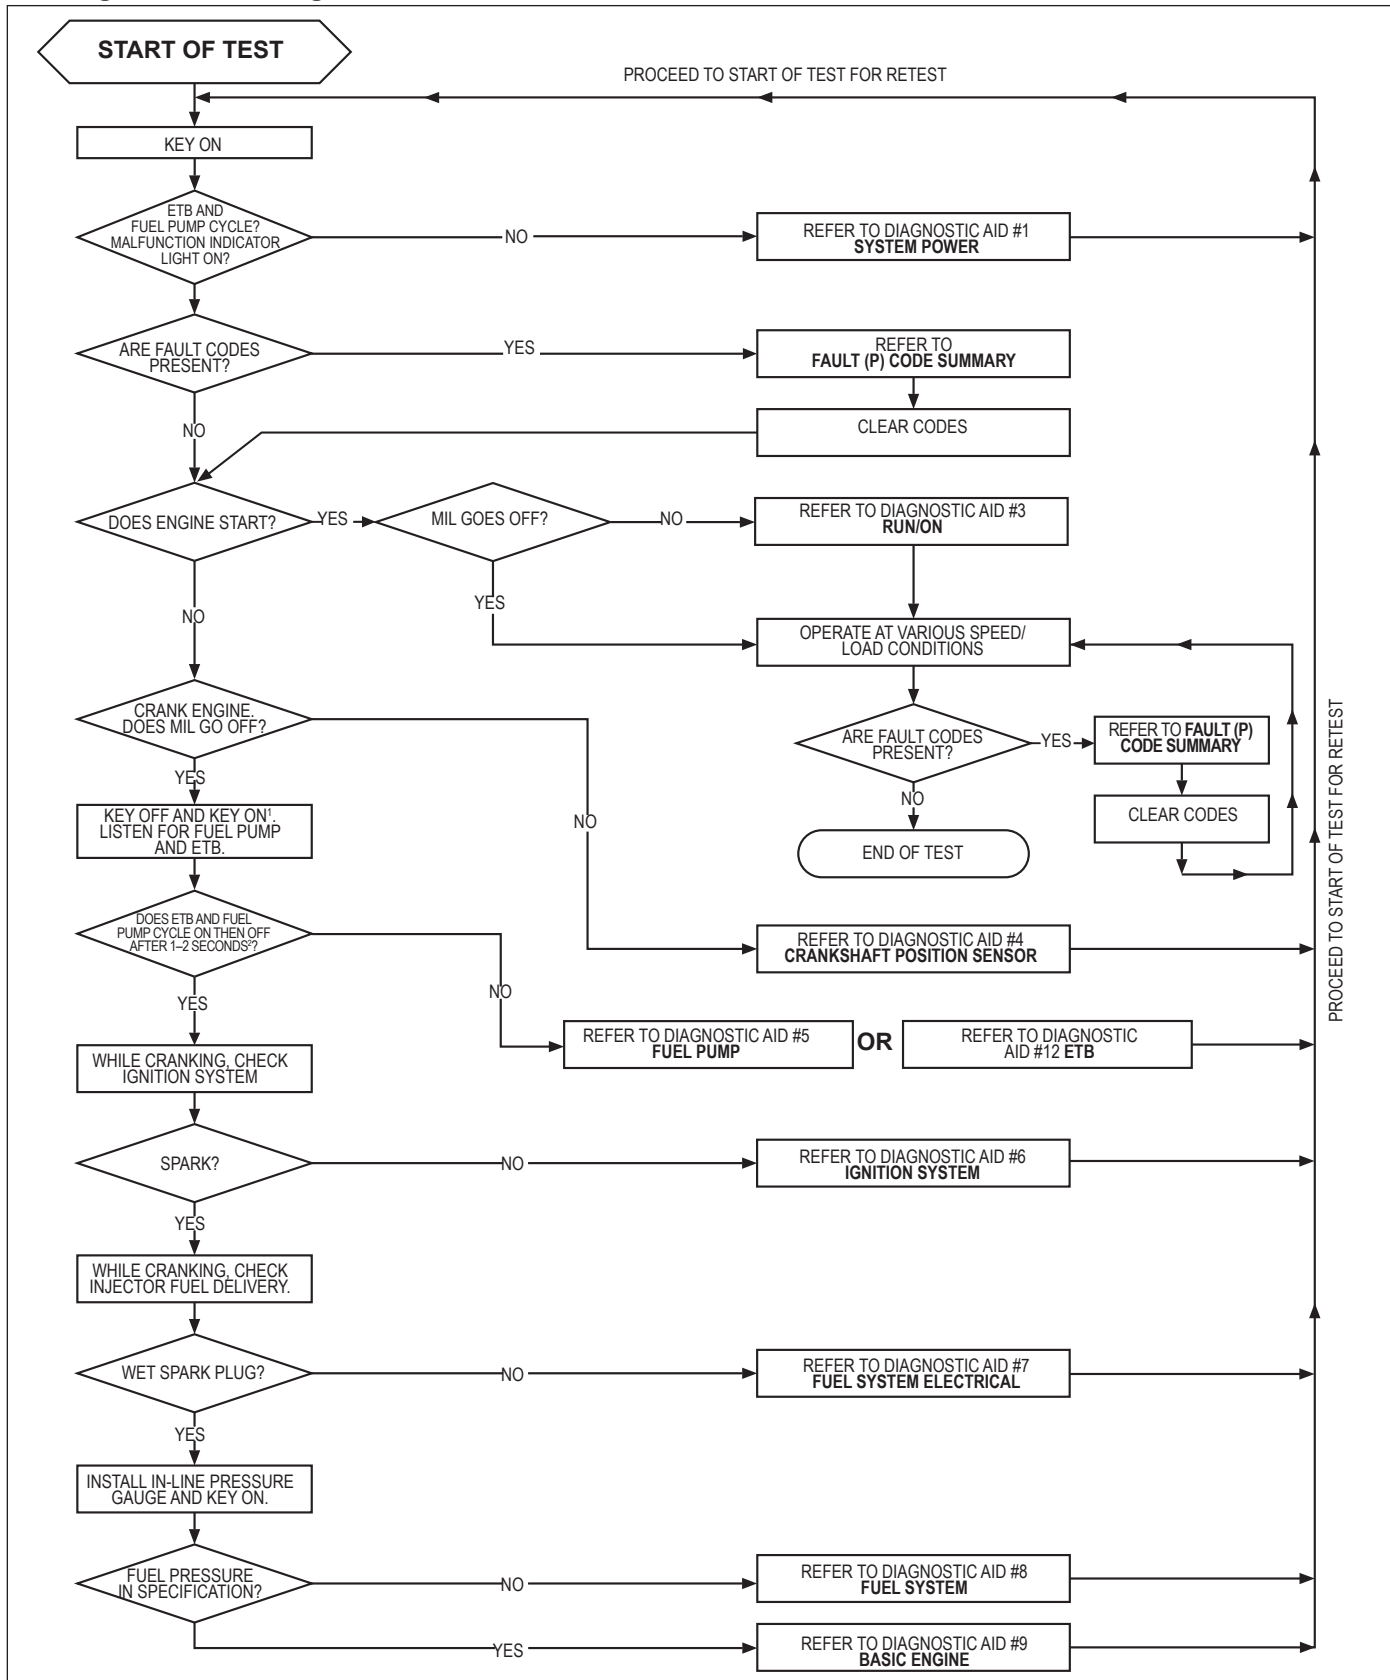 START OF TEST
PROCEED TO START OF TEST FOR RETEST
KEY ON
ETB AND
FUEL PUMP CYCLE?
MALFUNCTION INDICATOR
LIGHT ON?
NO
REFER TO DIAGNOSTIC AID #1
SYSTEM POWER
ARE FAULT CODES
PRESENT?
YES
REFER TO
FAULT (P) CODE SUMMARY
NO
CLEAR CODES
DOES ENGINE START?
YES
MIL GOES OFF?
NO
REFER TO DIAGNOSTIC AID #3
RUN/ON
YES
NO
OPERATE AT VARIOUS SPEED/
LOAD CONDITIONS
CRANK ENGINE.
DOES MIL GO OFF?
ARE FAULT CODES
PRESENT?
YES
REFER TO FAULT (P)
CODE SUMMARY
YES
NO
CLEAR CODES
KEY OFF AND KEY ON¹.
LISTEN FOR FUEL PUMP
AND ETB.
NO
END OF TEST
PROCEED TO START OF TEST FOR RETEST
DOES ETB AND FUEL
PUMP CYCLE ON THEN OFF
AFTER 1–2 SECONDS²?
REFER TO DIAGNOSTIC AID #4
CRANKSHAFT POSITION SENSOR
YES
NO
REFER TO DIAGNOSTIC AID #5
FUEL PUMP
OR
REFER TO DIAGNOSTIC
AID #12 ETB
WHILE CRANKING, CHECK
IGNITION SYSTEM
SPARK?
NO
REFER TO DIAGNOSTIC AID #6
IGNITION SYSTEM
YES
WHILE CRANKING, CHECK
INJECTOR FUEL DELIVERY.
WET SPARK PLUG?
NO
REFER TO DIAGNOSTIC AID #7
FUEL SYSTEM ELECTRICAL
YES
INSTALL IN-LINE PRESSURE
GAUGE AND KEY ON.
FUEL PRESSURE
IN SPECIFICATION?
NO
REFER TO DIAGNOSTIC AID #8
FUEL SYSTEM
YES
REFER TO DIAGNOSTIC AID #9
BASIC ENGINE